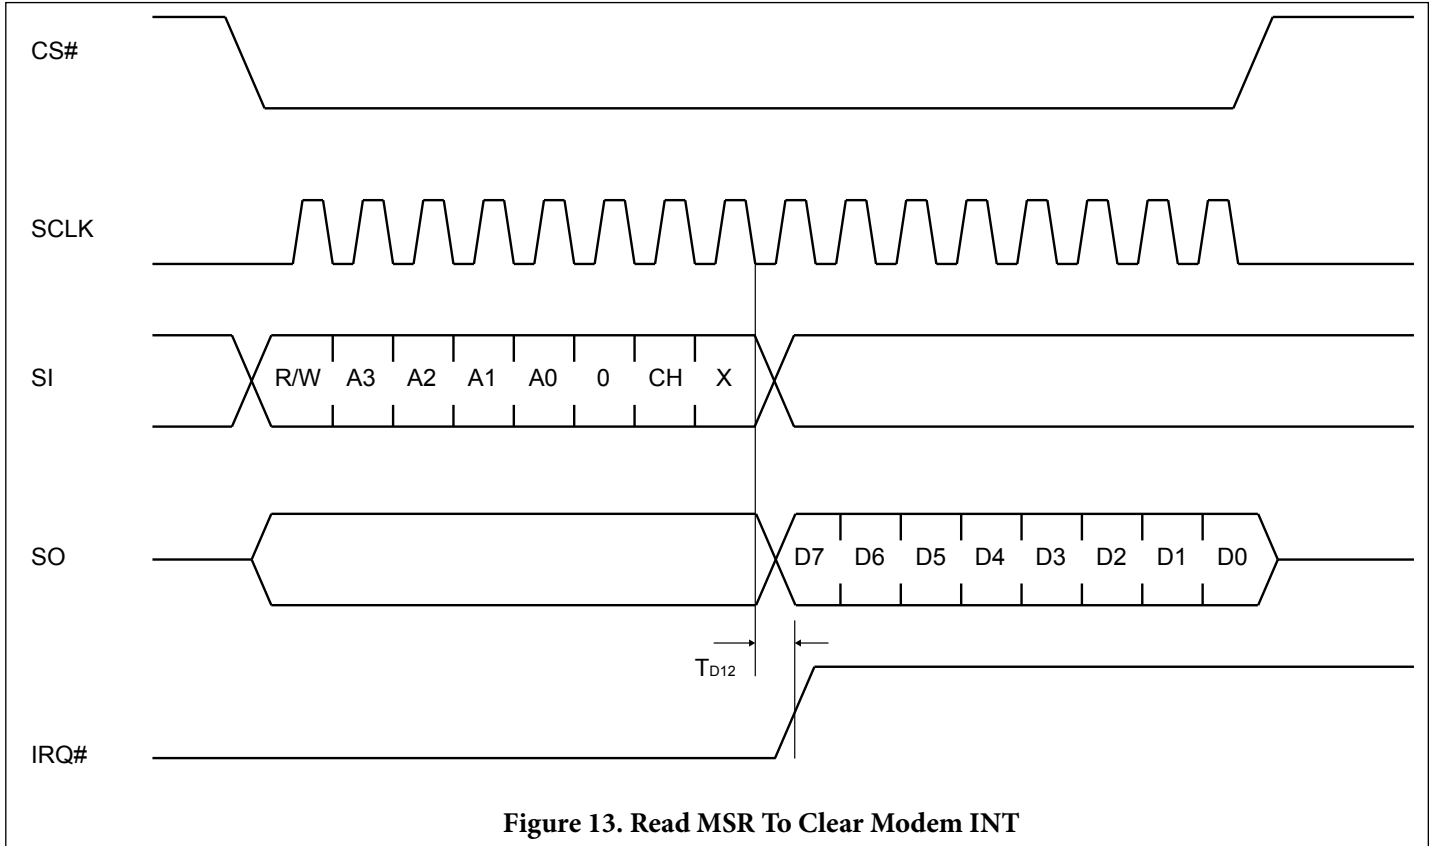 CS#
SCLK
SI
R/W A3 A2 A1 A0 0 CH X
SO
D7 D6 D5 D4 D3 D2 D1 D0
TD12
IRQ#
Figure 13. Read MSR To Clear Modem INT